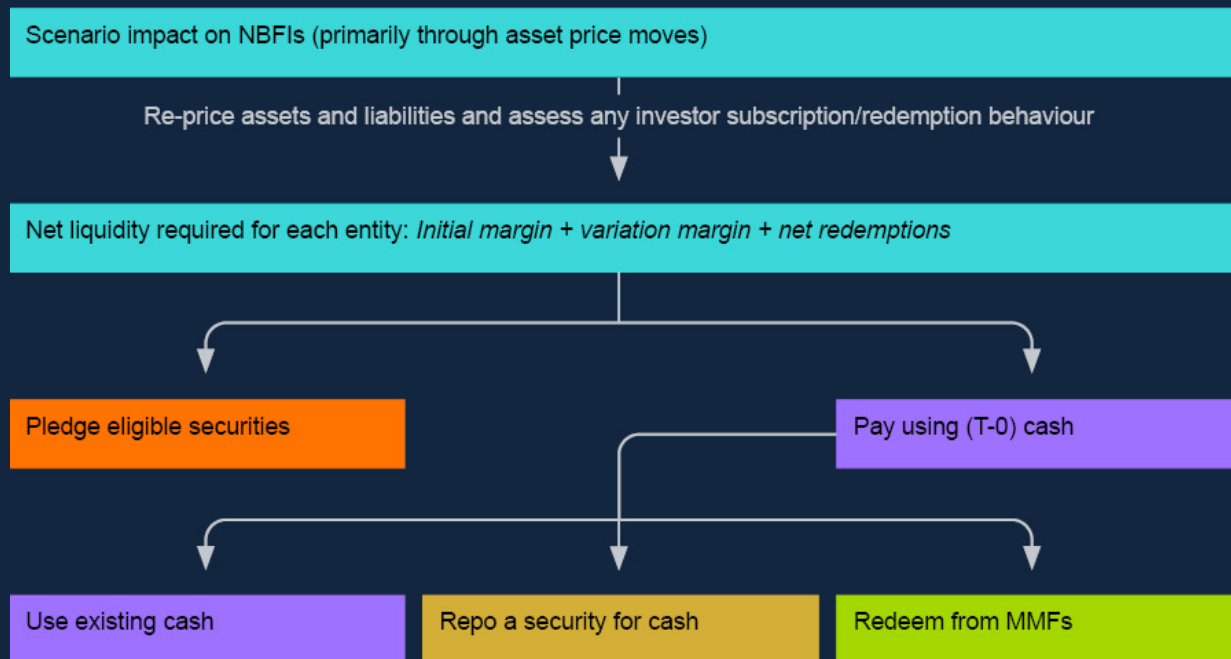 Scenario impact on NBFIs (primarily through asset price moves)
Re-price assets and liabilities and assess any investor subscription/redemption behaviour
Net liquidity required for each entity: Initial margin + variation margin + net redemptions
Pledge eligible securities
Pay using (T-0) cash
Use existing cash
Repo a security for cash
Redeem from MMFs